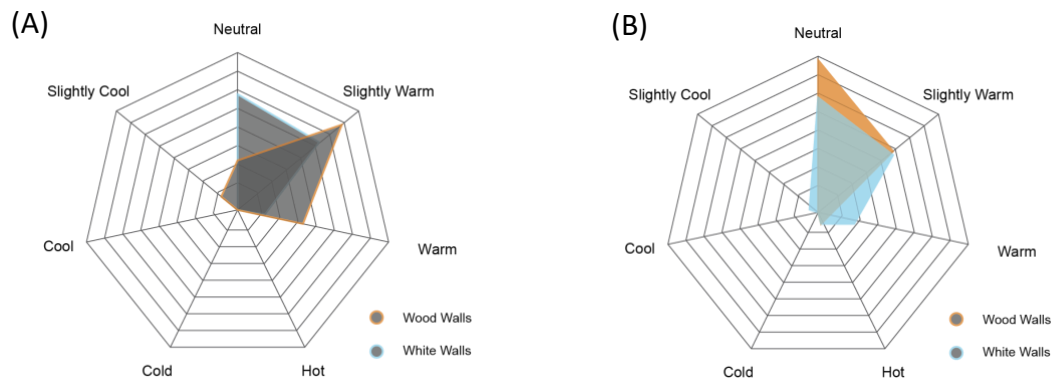 (A)
Neutral
Slightly Cool
Slightly Warm
Cool
Warm
Cold
Hot
Wood Walls
White Walls
(B)
Neutral
Slightly Cool
Slightly Warm
Cool
Warm
Cold
Hot
Wood Walls
White Walls